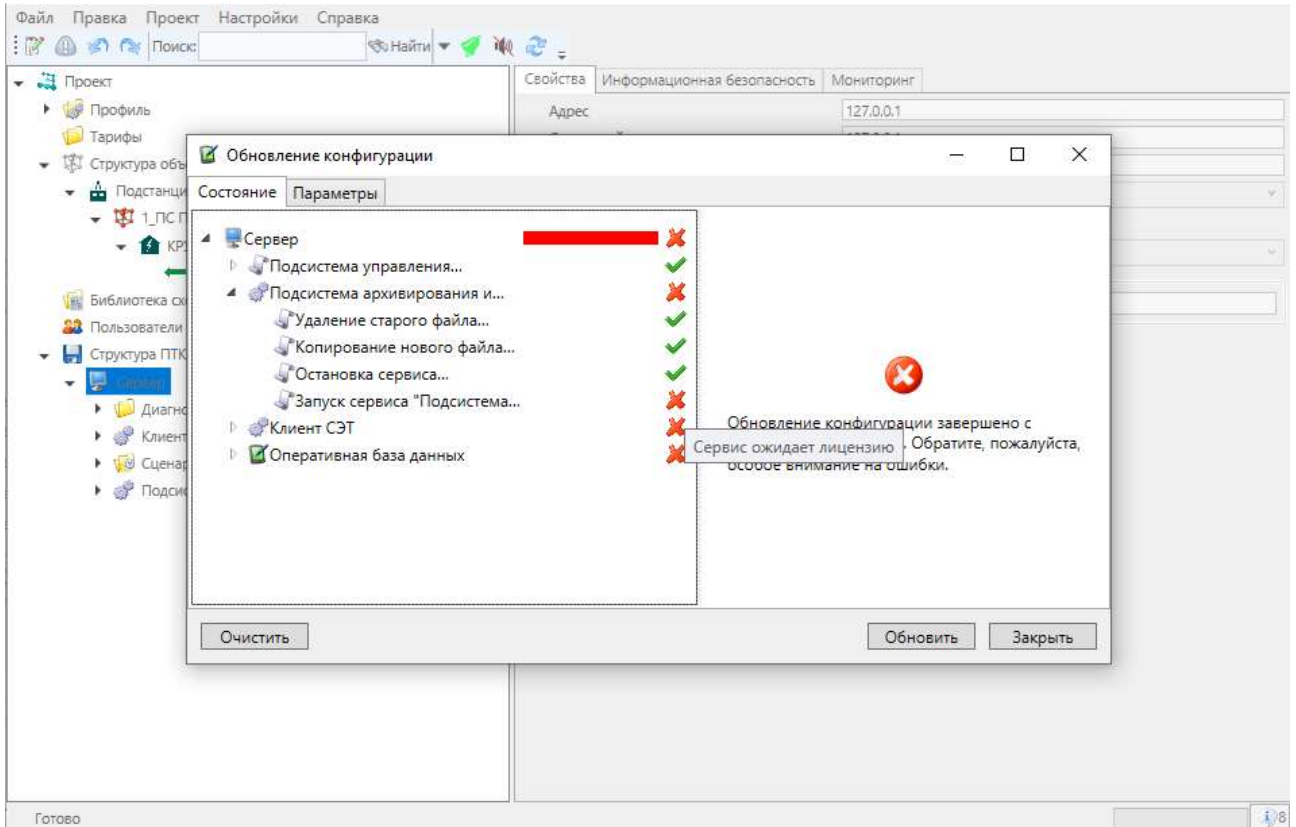 Файл Правка Проект Настройки Справка
Поиск: Найти
Проект
Профиль
Тарифы
Структура объ
Подстанци
1_ПС П
КРУ
Библиотека сх
Пользователи
Структура ПТК
Сервер
Диагно
Клиент
Сценар
Подсис
Свойства Информационная безопасность Мониторинг
Адрес 127.0.0.1
Обновление конфигурации
Состояние Параметры
Сервер
Подсистема управления...
Подсистема архивирования и...
Удаление старого файла...
Копирование нового файла...
Остановка сервиса...
Запуск сервиса "Подсистема...
Клиент СЭТ
Оперативная база данных
Обновление конфигурации завершено с
Сервис ожидает лицензию
. Обратите, пожалуйста,
особое внимание на ошибки.
Очистить Обновить Закрыть
Готово 8